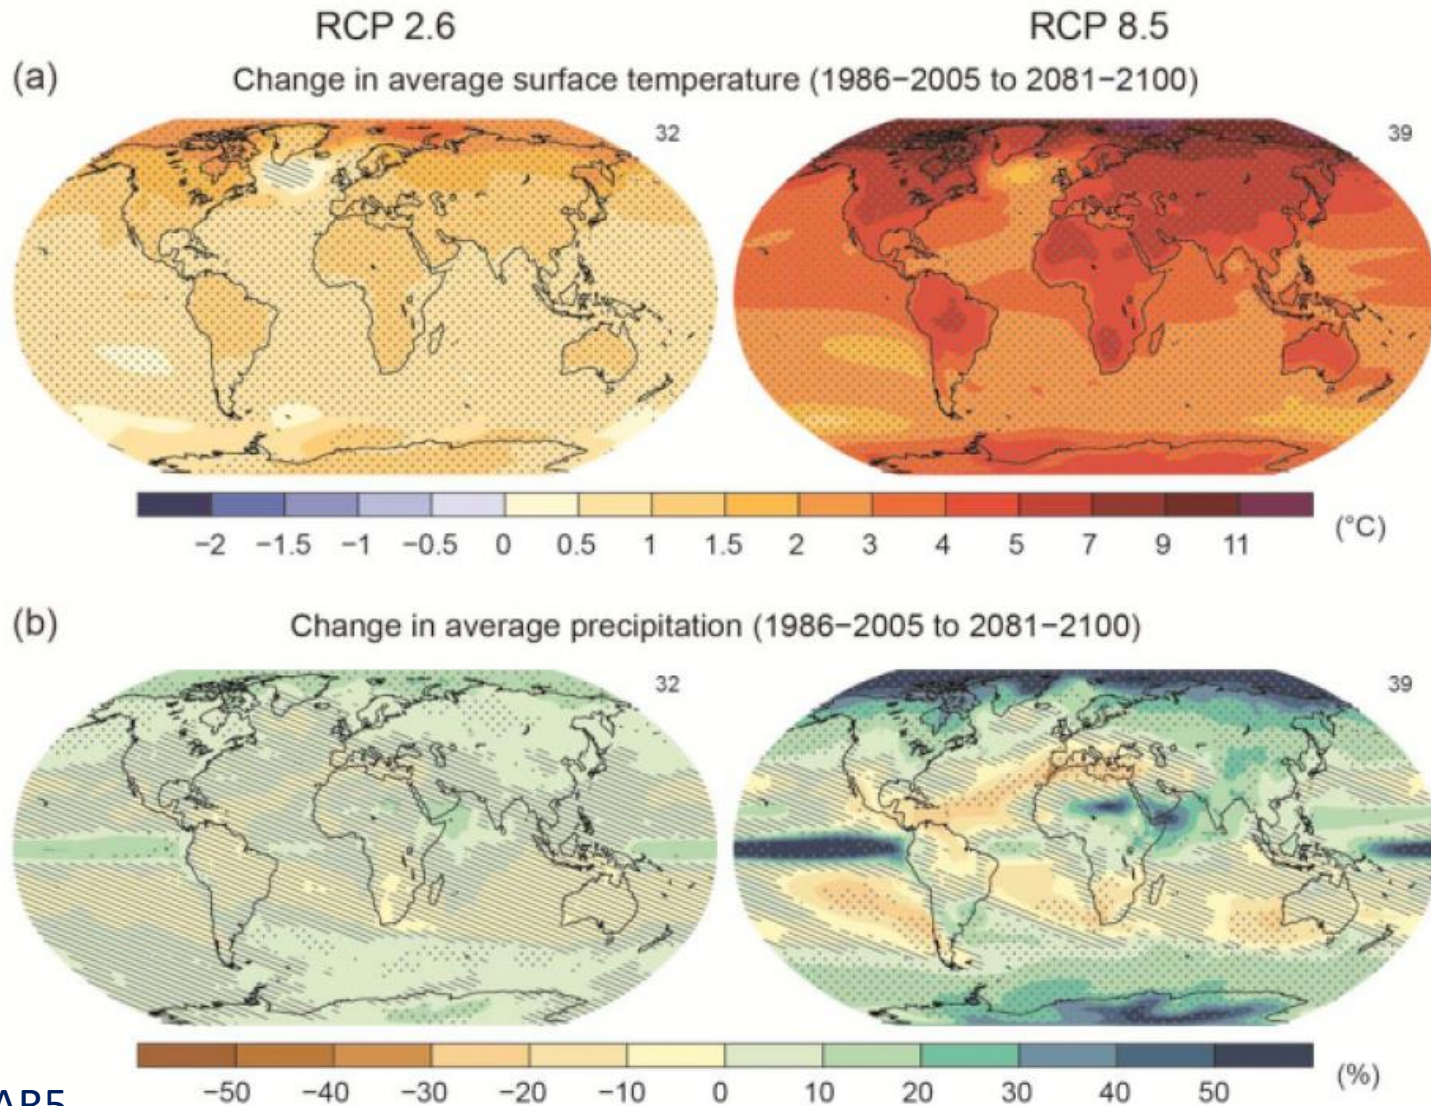 RCP 2.6 RCP 8.5
(a) Change in average surface temperature (1986−2005 to 2081−2100)
32 39
−2 −1.5 −1 −0.5 0 0.5 1 1.5 2 3 4 5 7 9 11 (°C)
(b) Change in average precipitation (1986−2005 to 2081−2100)
32 39
−50 −40 −30 −20 −10 0 10 20 30 40 50 (%)
AR5